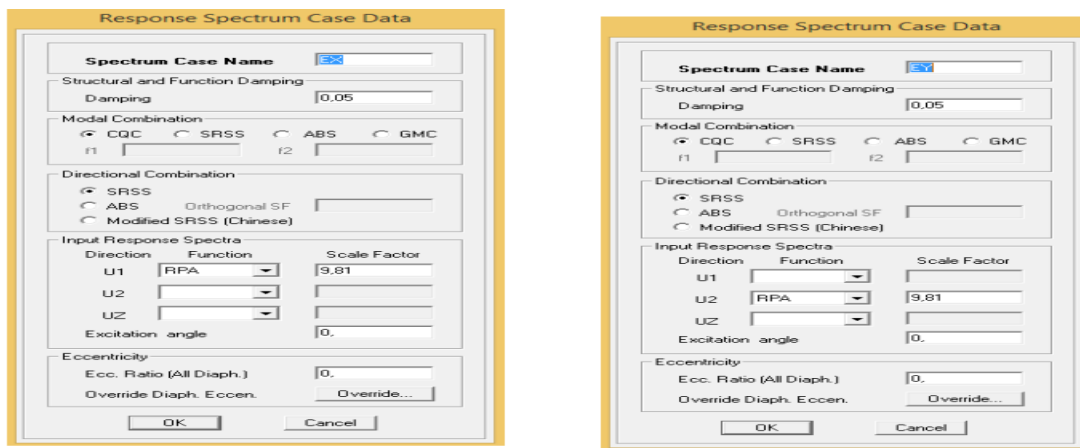 Response Spectrum Case Data
Spectrum Case Name EX
Structural and Function Damping
Damping 0,05
Modal Combination
CQC SRSS ABS GMC
f1 f2
Directional Combination
SRSS
ABS Orthogonal SF
Modified SRSS (Chinese)
Input Response Spectra
Direction Function Scale Factor
U1 RPA 9,81
U2
UZ
Excitation angle 0,
Eccentricity
Ecc. Ratio (All Diaph.) 0,
Override Diaph. Eccen. Override...
OK Cancel
Response Spectrum Case Data
Spectrum Case Name EY
Structural and Function Damping
Damping 0,05
Modal Combination
CQC SRSS ABS GMC
f1 f2
Directional Combination
SRSS
ABS Orthogonal SF
Modified SRSS (Chinese)
Input Response Spectra
Direction Function Scale Factor
U1
U2 RPA 9,81
UZ
Excitation angle 0,
Eccentricity
Ecc. Ratio (All Diaph.) 0,
Override Diaph. Eccen. Override...
OK Cancel